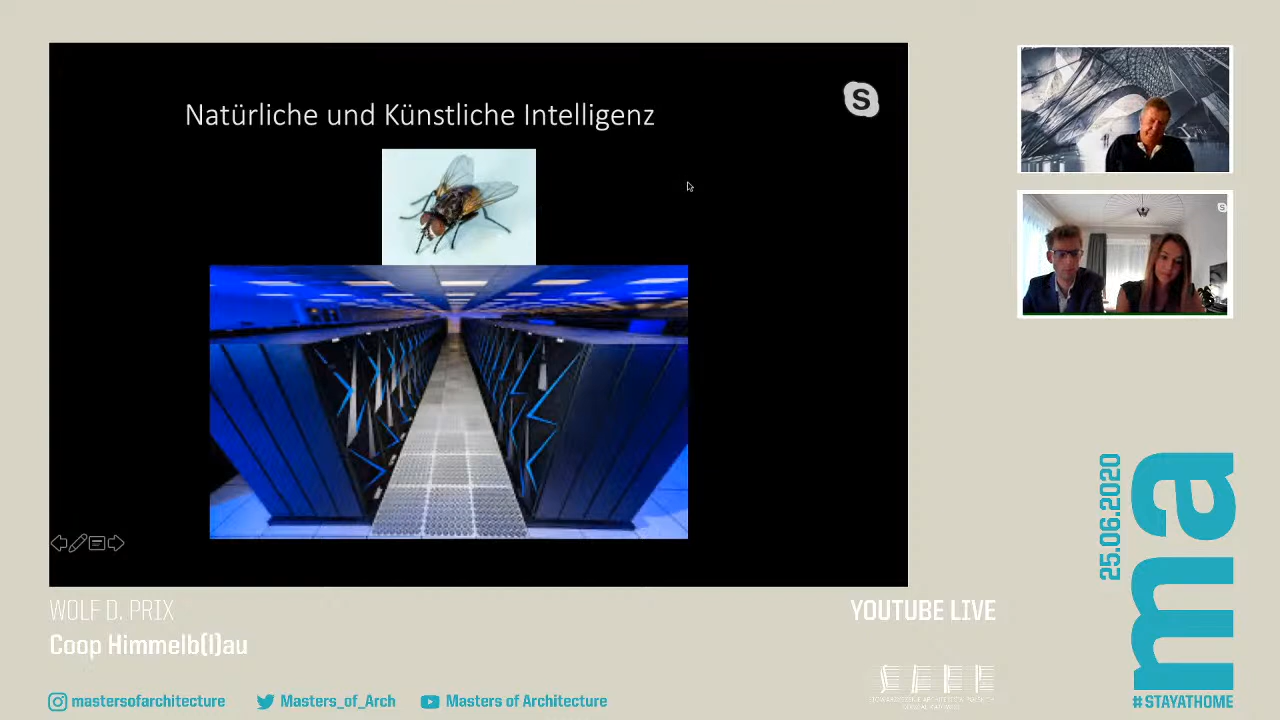 Natürliche und Künstliche Intelligenz
S
S
WOLF D. PRIX
Coop Himmelb(l)au
YOUTUBE LIVE
mastersofarchitecture
Masters_of_Arch
Masters of Architecture
25.06.2020
ma
#STAYATHOME